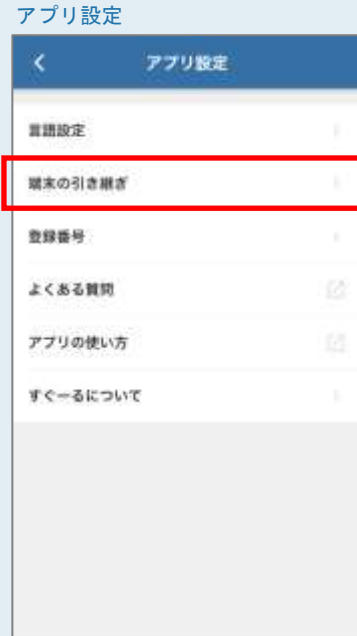 アプリ設定
アプリ設定
言語設定
端末の引き継ぎ
登録番号
よくある質問
アプリの使い方
すぐーるについて